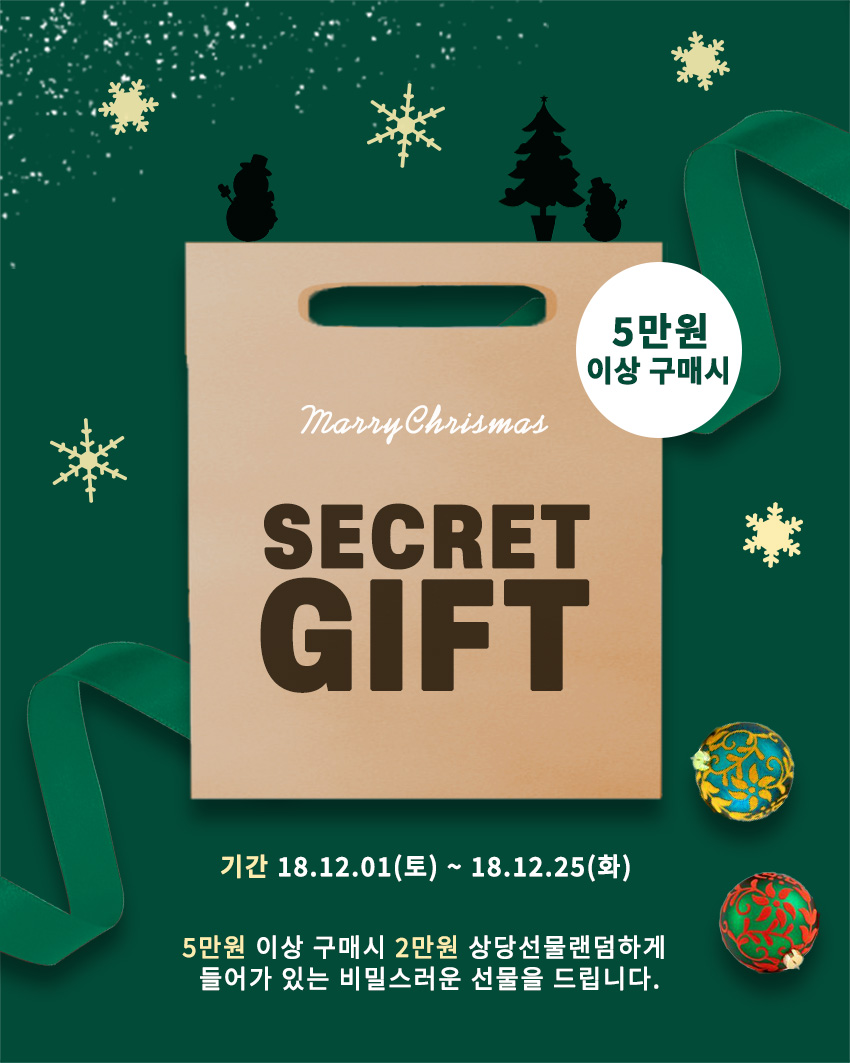 5만원
이상 구매시
Marry Chrismas
SECRET
GIFT
기간 18.12.01(토) ~ 18.12.25(화)
5만원 이상 구매시 2만원 상당선물랜덤하게
들어가 있는 비밀스러운 선물을 드립니다.